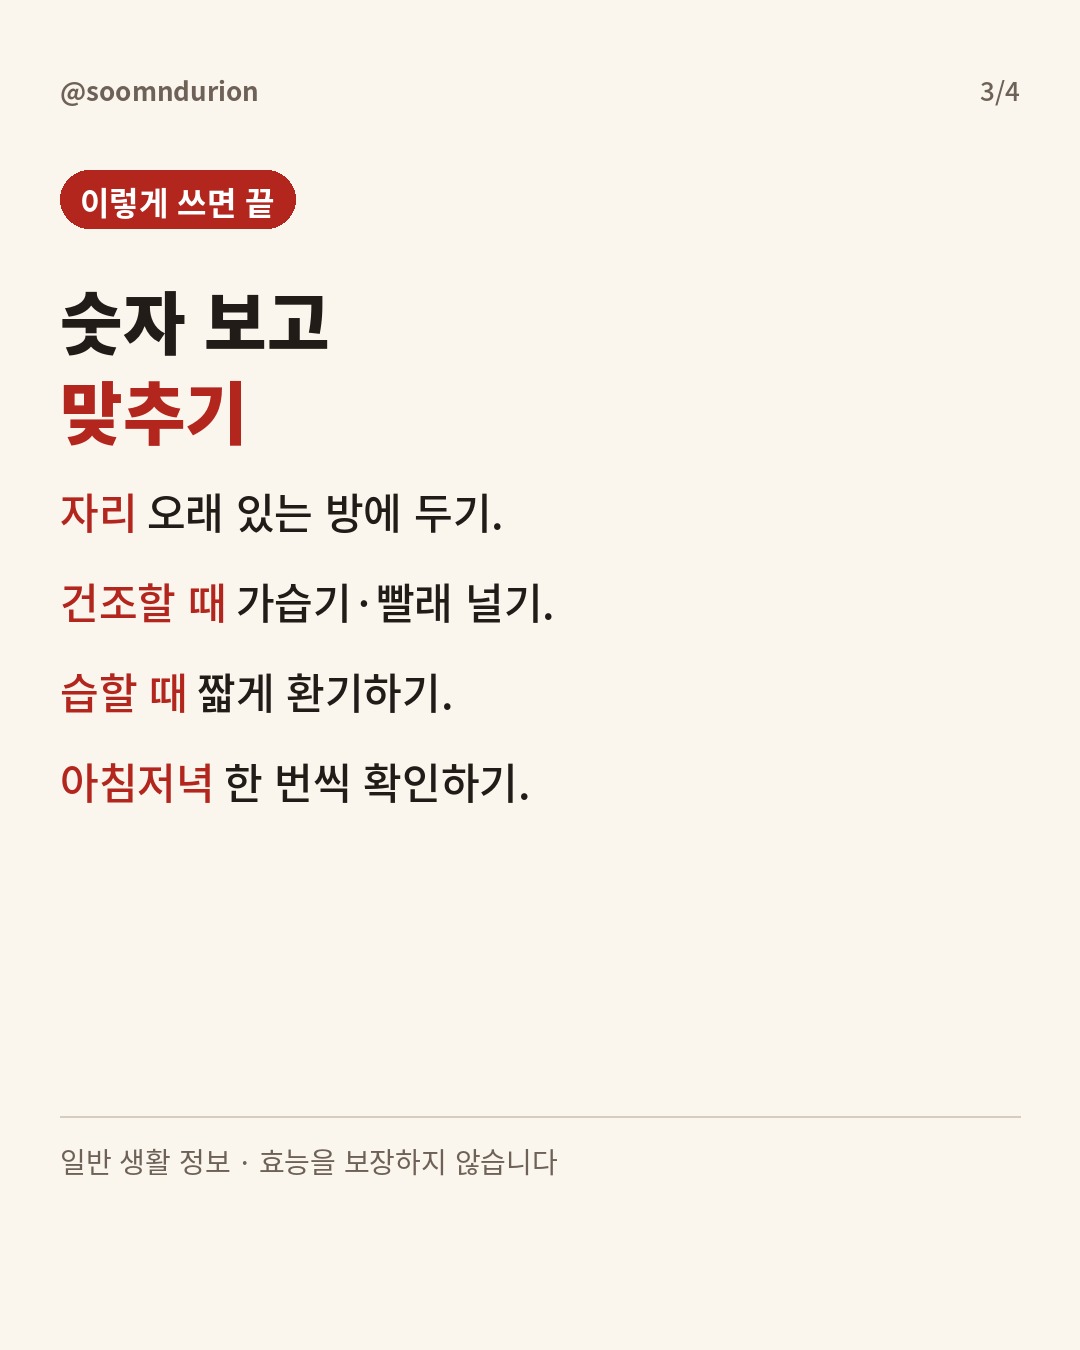 @soomndurion
3/4
이렇게 쓰면 끝
숫자 보고
맞추기
자리 오래 있는 방에 두기.
건조할 때 가습기·빨래 널기.
습할 때 짧게 환기하기.
아침저녁 한 번씩 확인하기.
일반 생활 정보 · 효능을 보장하지 않습니다